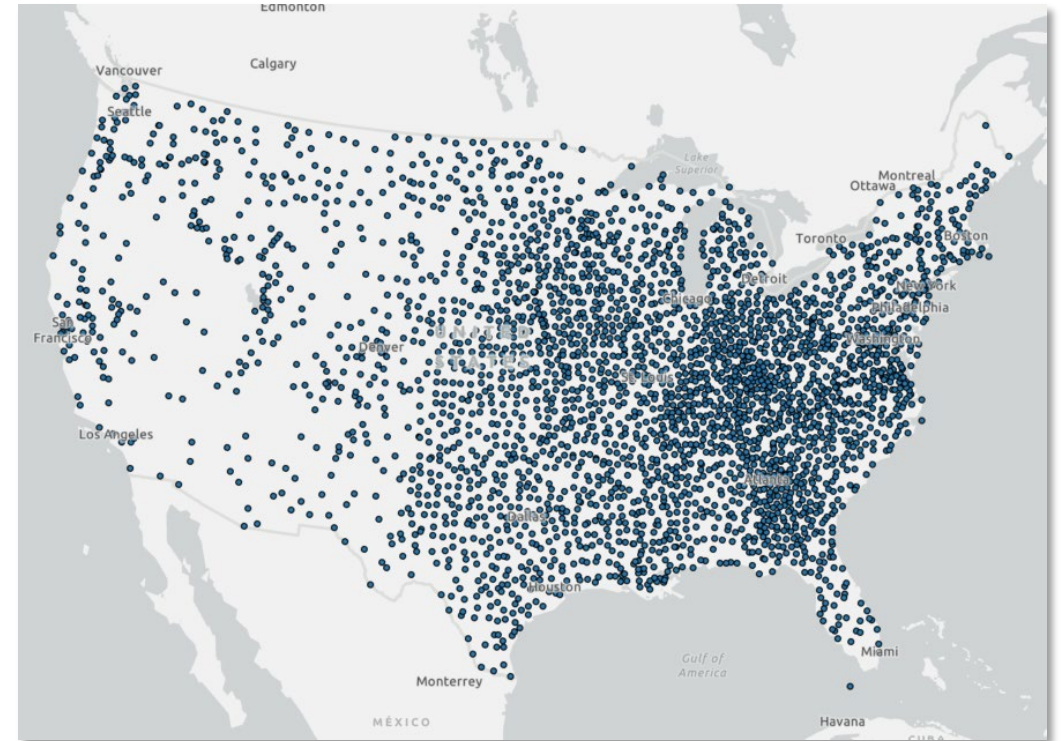 Edmonton
Calgary
Vancouver
Seattle
Lake
Superior
Montreal
Ottawa
Toronto
Boston
Detroit
New York
Chicago
Philadelphia
San
Francisco
UNITED
STATES
Washington
Denver
St Louis
Los Angeles
Atlanta
Dallas
Houston
Gulf of
America
Miami
Monterrey
MÉXICO
Havana
CUBA